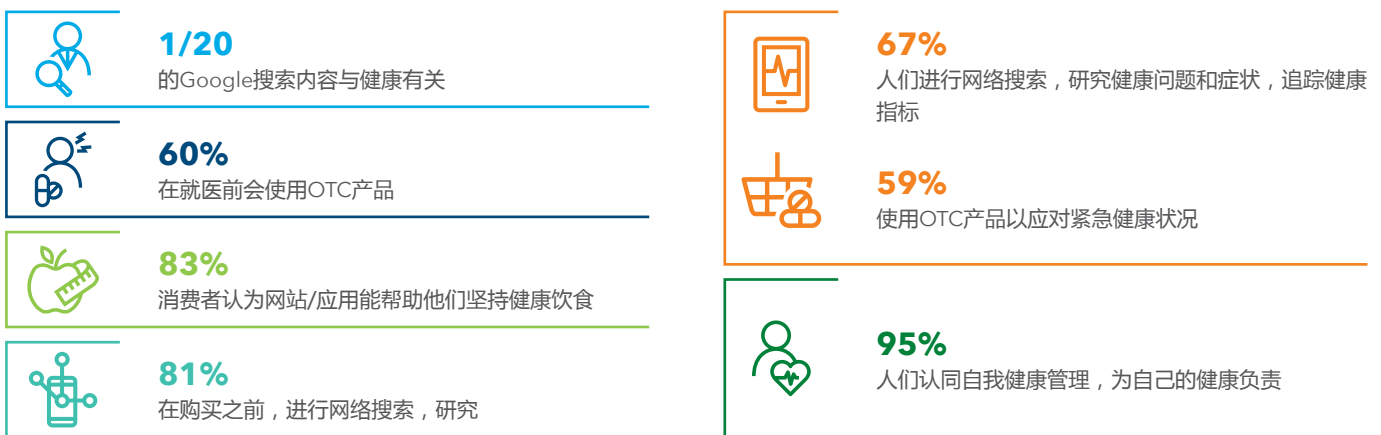 1/20
的Google搜索内容与健康有关
60%
在就医前会使用OTC产品
83%
消费者认为网站/应用能帮助他们坚持健康饮食
81%
在购买之前，进行网络搜索，研究
67%
人们进行网络搜索，研究健康问题和症状，追踪健康
指标
59%
使用OTC产品以应对紧急健康状况
95%
人们认同自我健康管理，为自己的健康负责